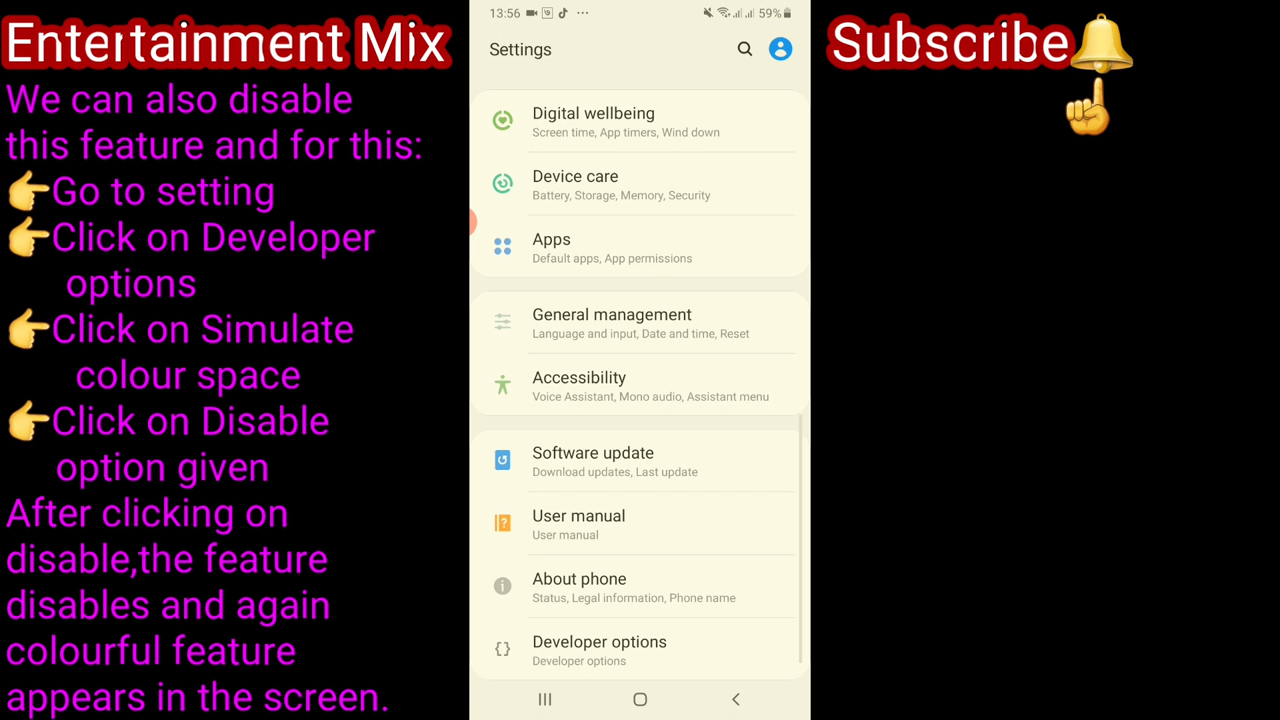 Entertainment Mix
We can also disable
this feature and for this:
👉Go to setting
👉Click on Developer
options
👉Click on Simulate
colour space
👉Click on Disable
option given
After clicking on
disable,the feature
disables and again
colourful feature
appears in the screen.
13:56
59%
Settings
Digital wellbeing
Screen time, App timers, Wind down
Device care
Battery, Storage, Memory, Security
Apps
Default apps, App permissions
General management
Language and input, Date and time, Reset
Accessibility
Voice Assistant, Mono audio, Assistant menu
Software update
Download updates, Last update
User manual
User manual
About phone
Status, Legal information, Phone name
Developer options
Developer options
Subscribe🔔
👆